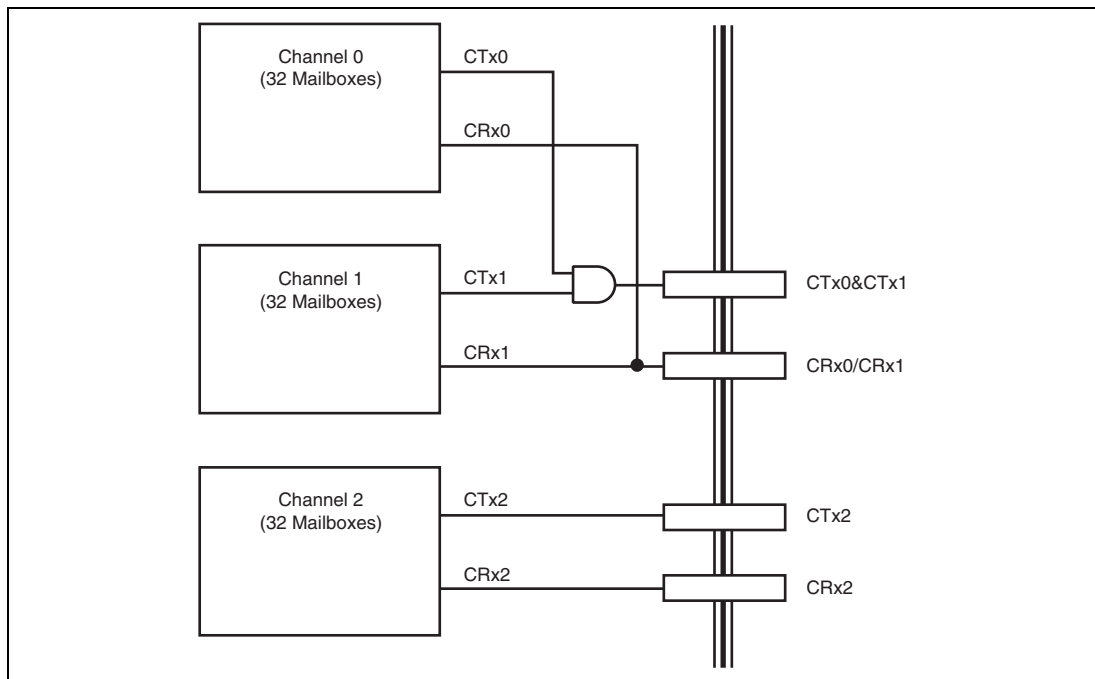 Channel 0
(32 Mailboxes)
CTx0
CRx0
Channel 1
(32 Mailboxes)
CTx1
CRx1
CTx0&CTx1
CRx0/CRx1
Channel 2
(32 Mailboxes)
CTx2
CRx2
CTx2
CRx2